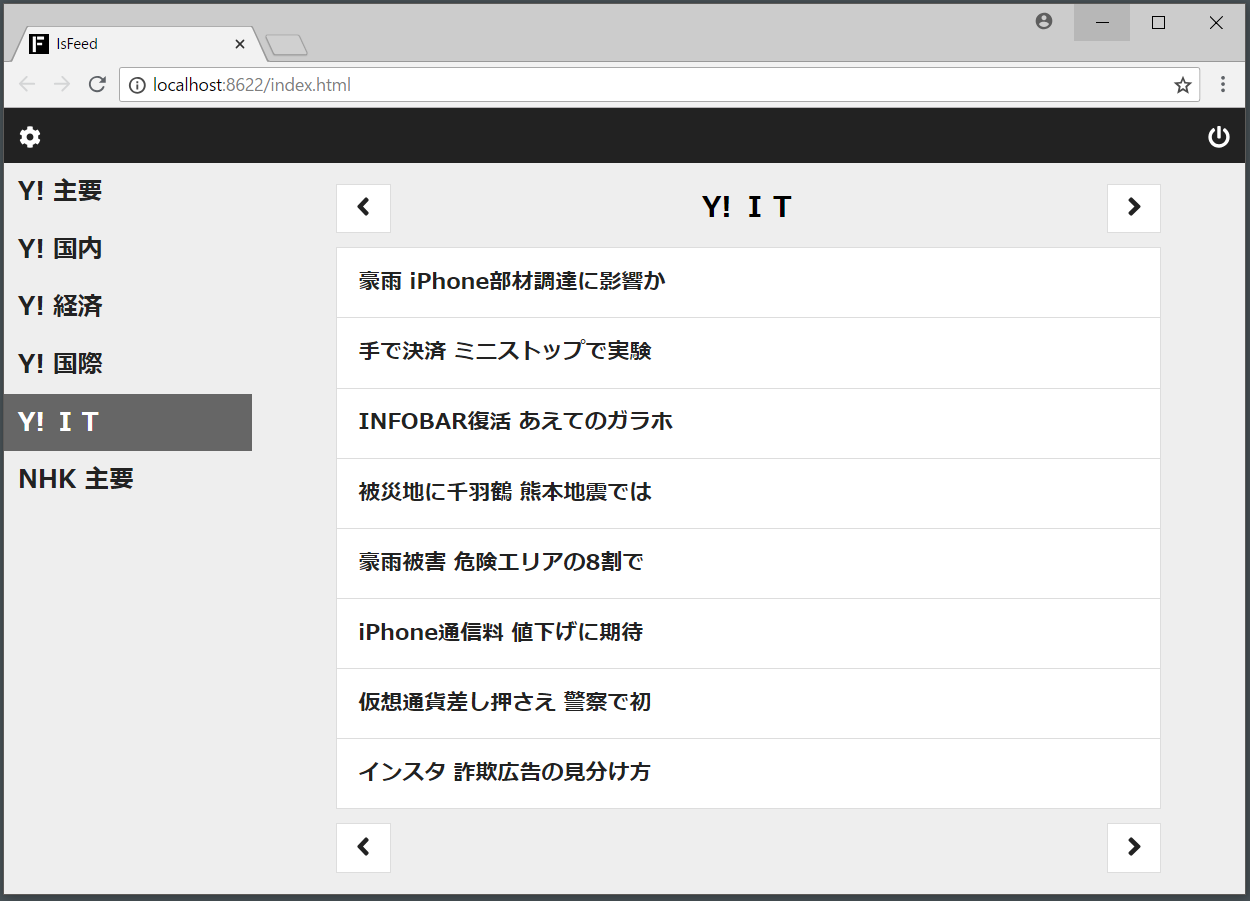 IsFeed
localhost:8622/index.html
Y! 主要
Y! 国内
Y! 経済
Y! 国際
Y! ＩＴ
NHK 主要
Y! ＩＴ
豪雨 iPhone部材調達に影響か
手で決済 ミニストップで実験
INFOBAR復活 あえてのガラホ
被災地に千羽鶴 熊本地震では
豪雨被害 危険エリアの8割で
iPhone通信料 値下げに期待
仮想通貨差し押さえ 警察で初
インスタ 詐欺広告の見分け方